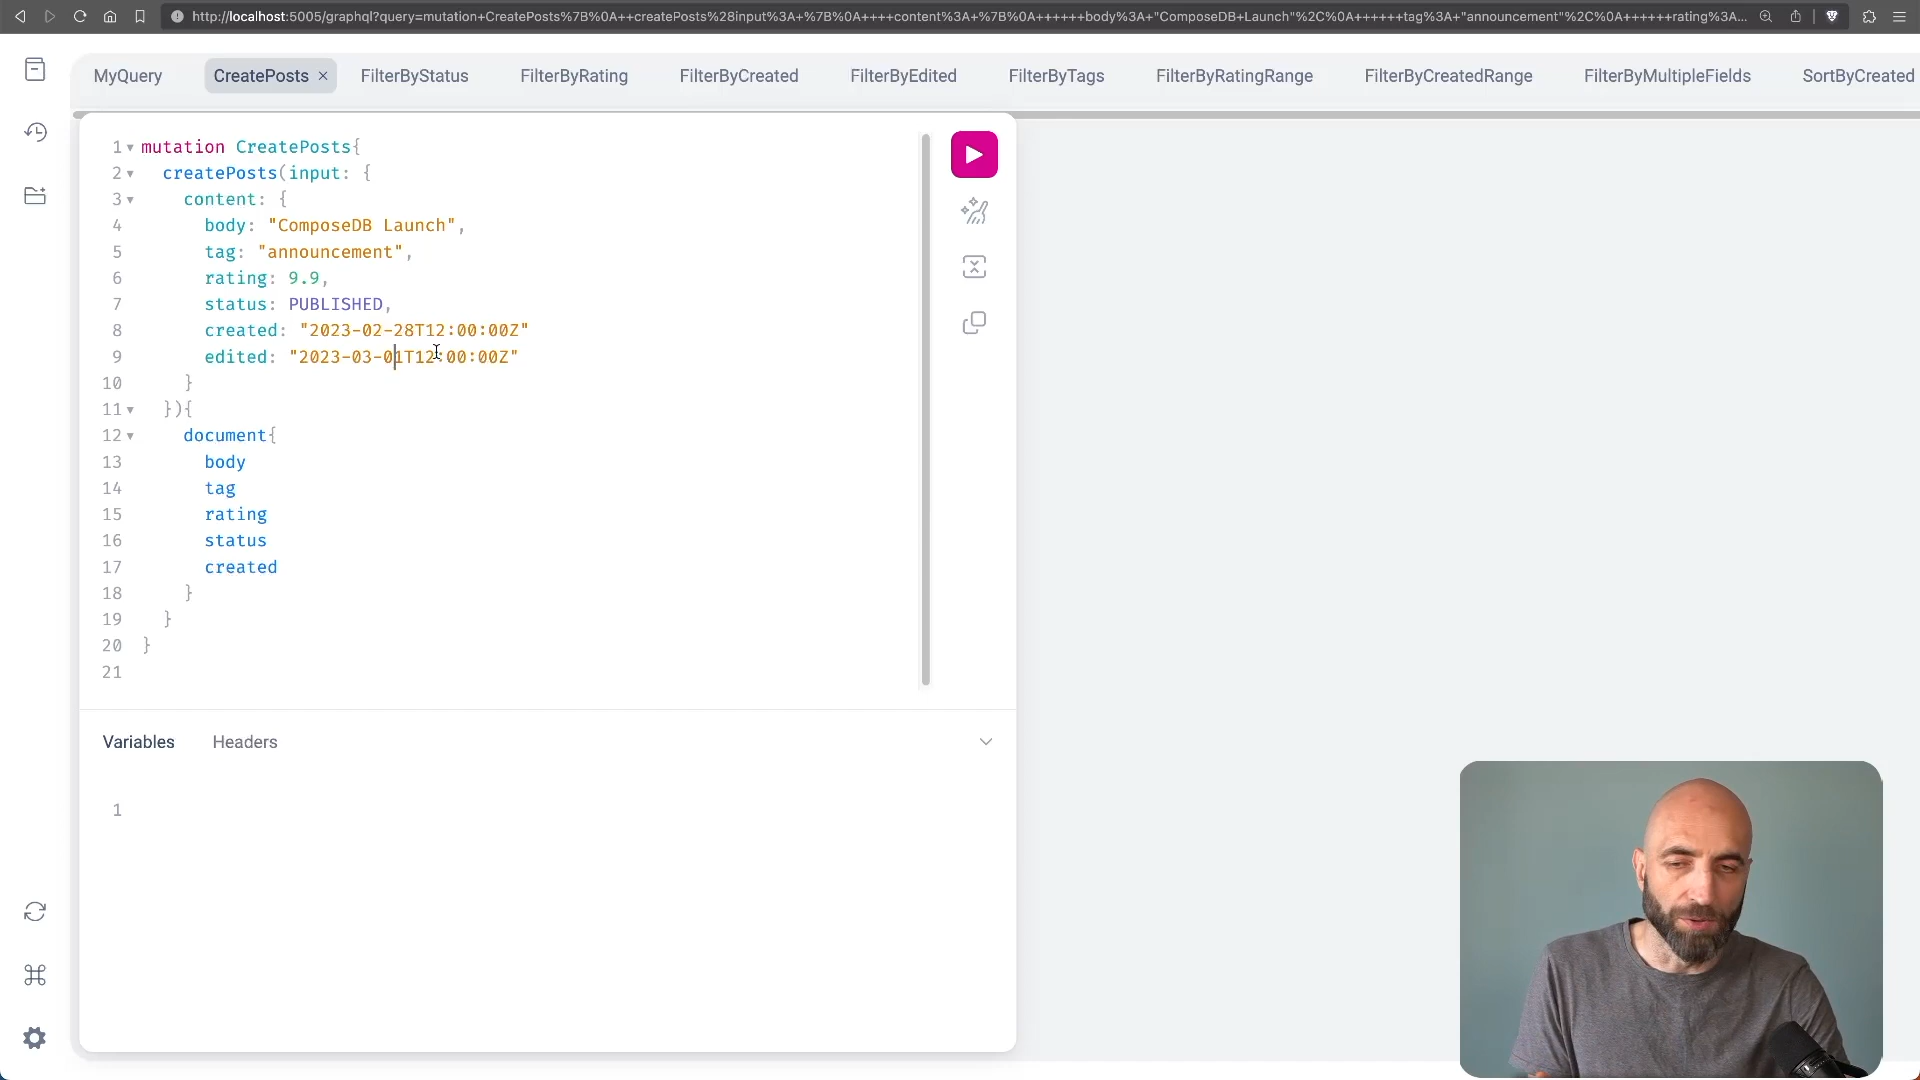 http://localhost:5005/graphql?query=mutation+CreatePosts%7B%0A++createPosts%28input%3A+%7B%0A++++content%3A+%7B%0A++++++body%3A+"ComposeDB+Launch"%2C%0A++++++tag%3A+"announcement"%2C%0A++++++rating%3A...
MyQuery CreatePosts × FilterByStatus FilterByRating FilterByCreated FilterByEdited FilterByTags FilterByRatingRange FilterByCreatedRange FilterByMultipleFields SortByCreated
1 mutation CreatePosts{
2 createPosts(input: {
3 content: {
4 body: "ComposeDB Launch",
5 tag: "announcement",
6 rating: 9.9,
7 status: PUBLISHED,
8 created: "2023-02-28T12:00:00Z"
9 edited: "2023-03-01T12:00:00Z"
10 }
11 }){
12 document{
13 body
14 tag
15 rating
16 status
17 created
18 }
19 }
20 }
21
Variables Headers
1